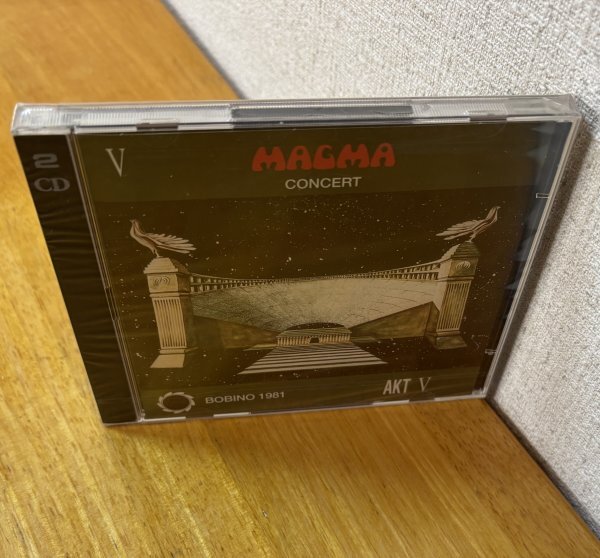 2
CD
V
MAGMA
CONCERT
BOBINO 1981
AKT V